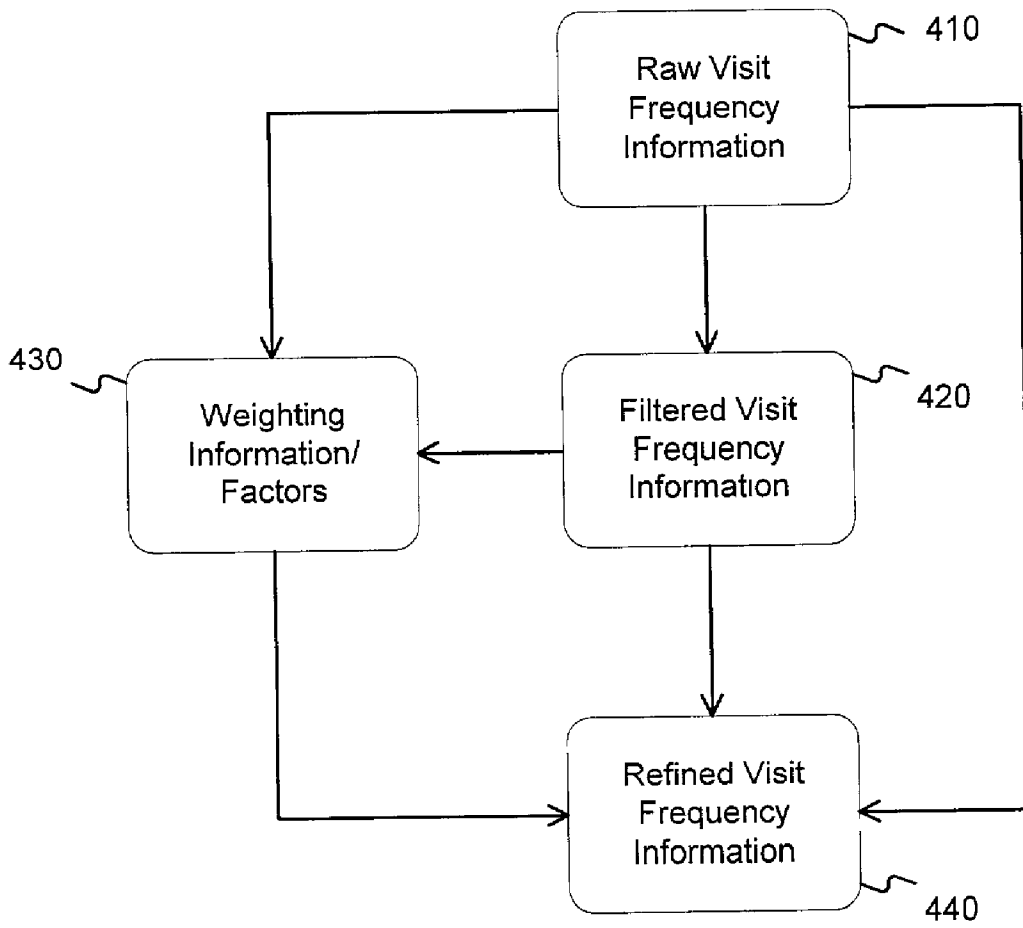 410
Raw Visit
Frequency
Information
430
Weighting
Information/
Factors
Filtered Visit
Frequency
Information
420
Refined Visit
Frequency
Information
440